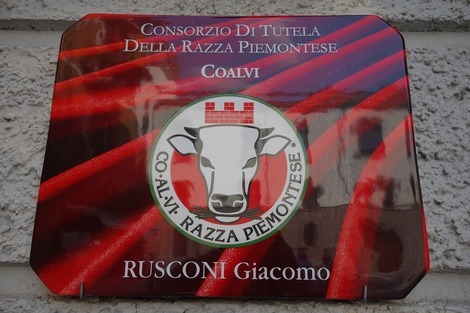 CONSORZIO DI TUTELA
DELLA RAZZA PIEMONTESE
COALVI
CO·AL·VI· RAZZA PIEMONTESE®
RUSCONI Giacomo